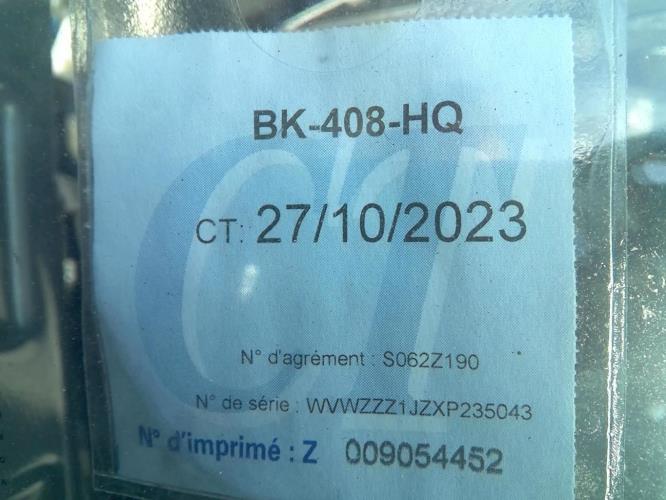 BK-408-HQ
CT: 27/10/2023
N° d'agrément : S062Z190
N° de série : WVWZZZ1JZXP235043
N° d'imprimé : Z 009054452